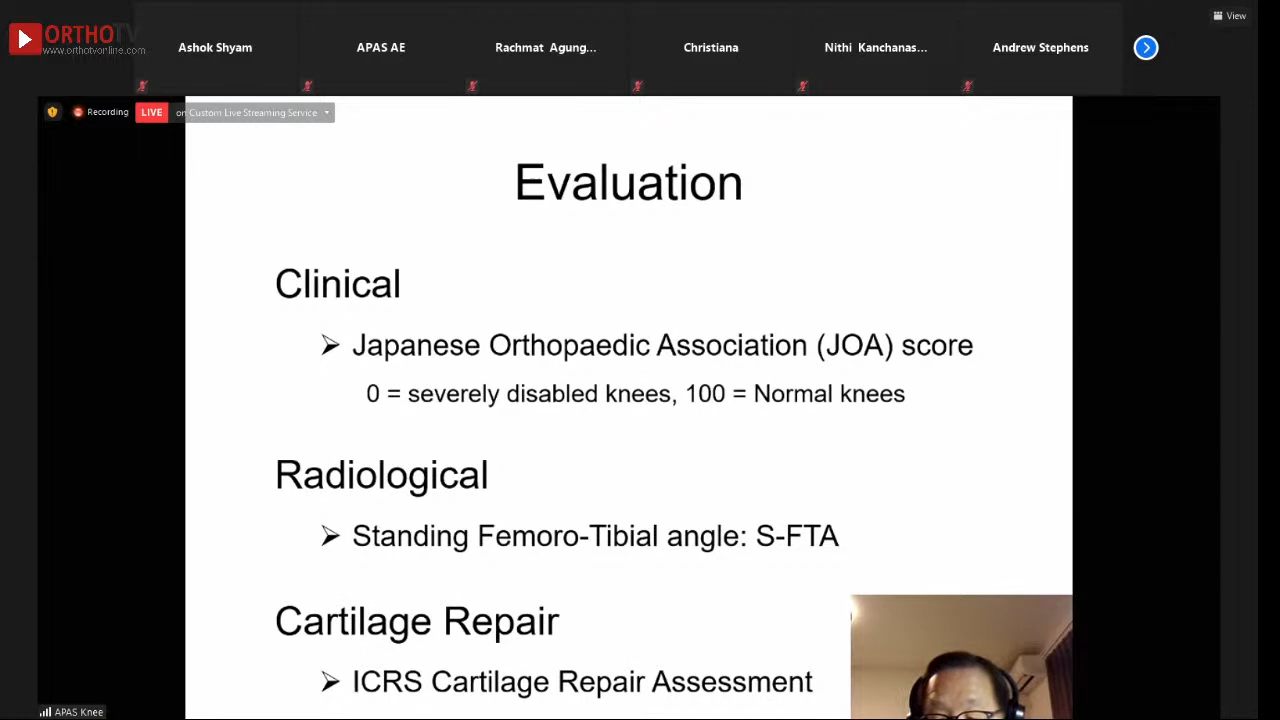 ORTHOTV
www.orthotvonline.com
Ashok Shyam
APAS AE
Rachmat Agung...
Christiana
Nithi Kanchanas...
Andrew Stephens
View
Recording
LIVE
on Custom Live Streaming Service
Evaluation
Clinical
➢ Japanese Orthopaedic Association (JOA) score
0 = severely disabled knees, 100 = Normal knees
Radiological
➢ Standing Femoro-Tibial angle: S-FTA
Cartilage Repair
➢ ICRS Cartilage Repair Assessment
APAS Knee